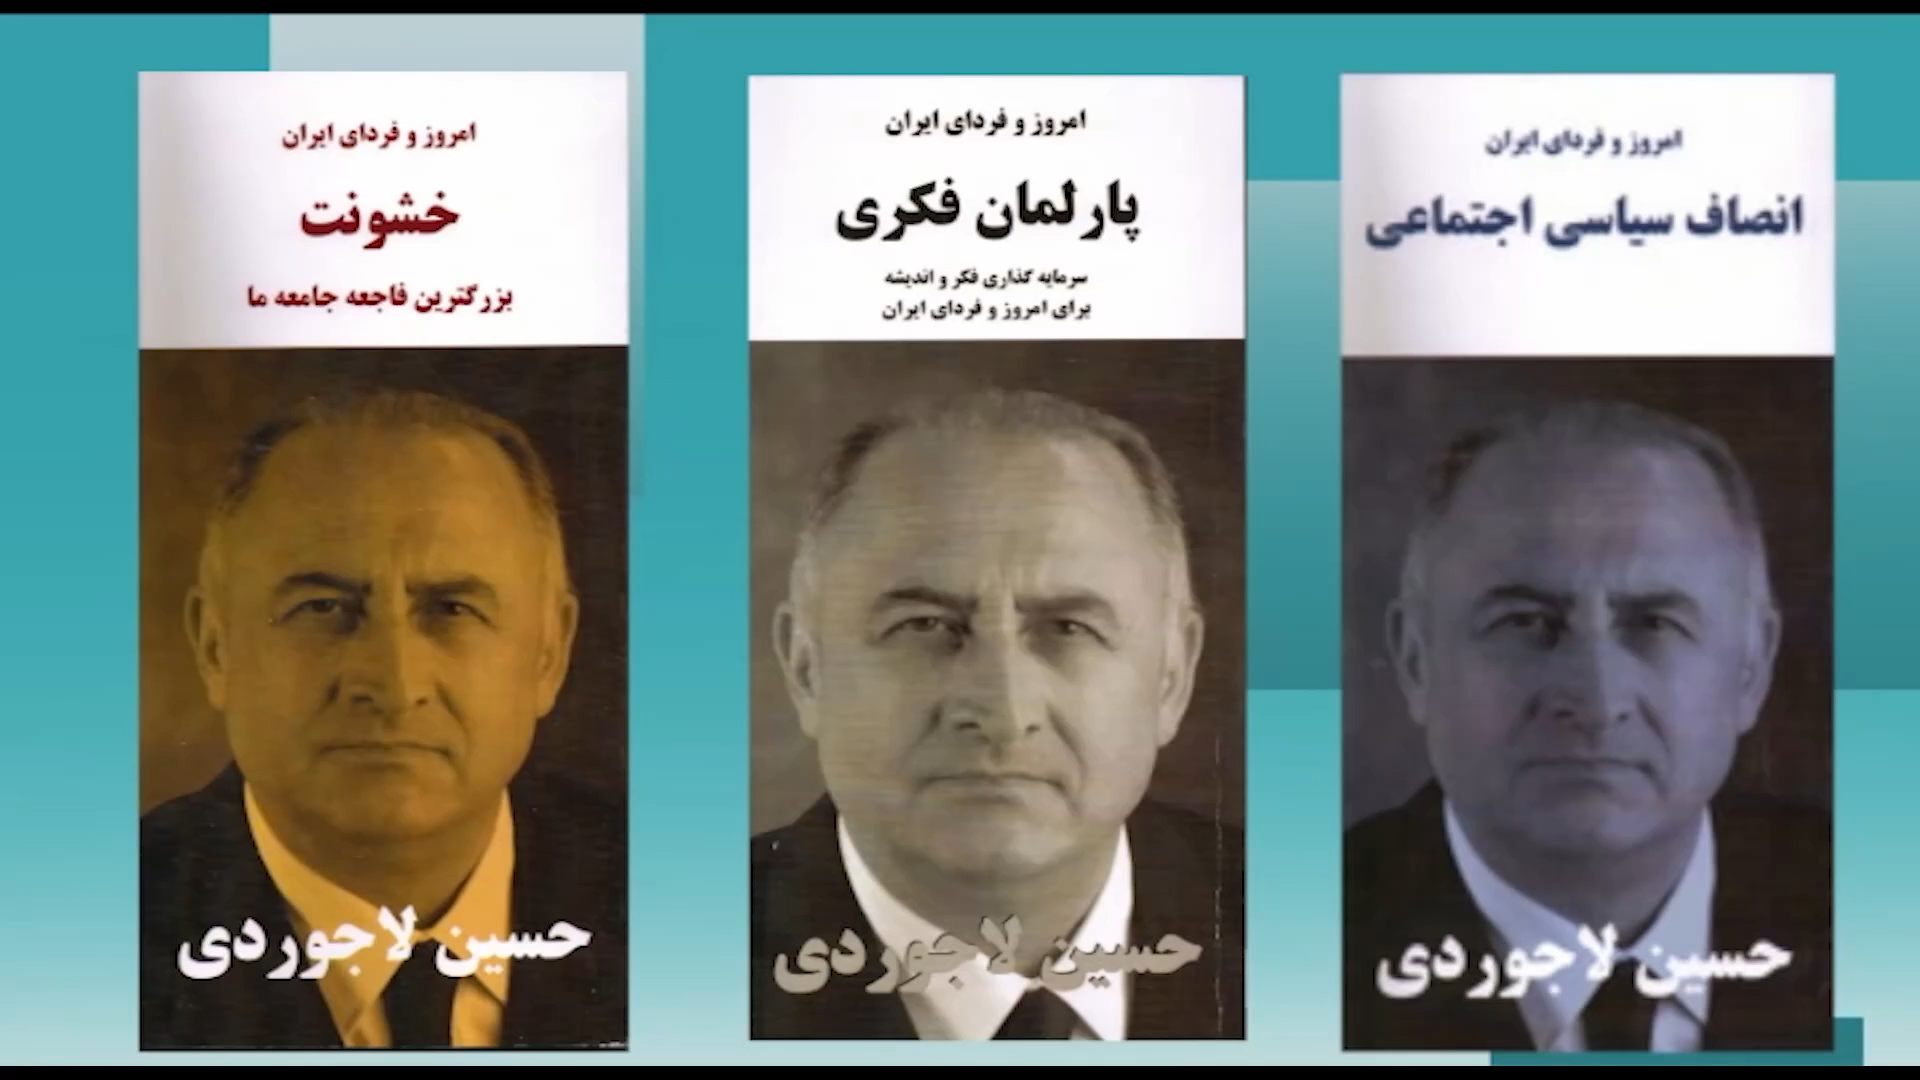 امروز و فردای ایران
انصاف سیاسی اجتماعی
حسین لاجوردی
امروز و فردای ایران
پارلمان فکری
سرمایه گذاری فکر و اندیشه
برای امروز و فردای ایران
حسین لاجوردی
امروز و فردای ایران
خشونت
بزرگترین فاجعه جامعه ما
حسین لاجوردی